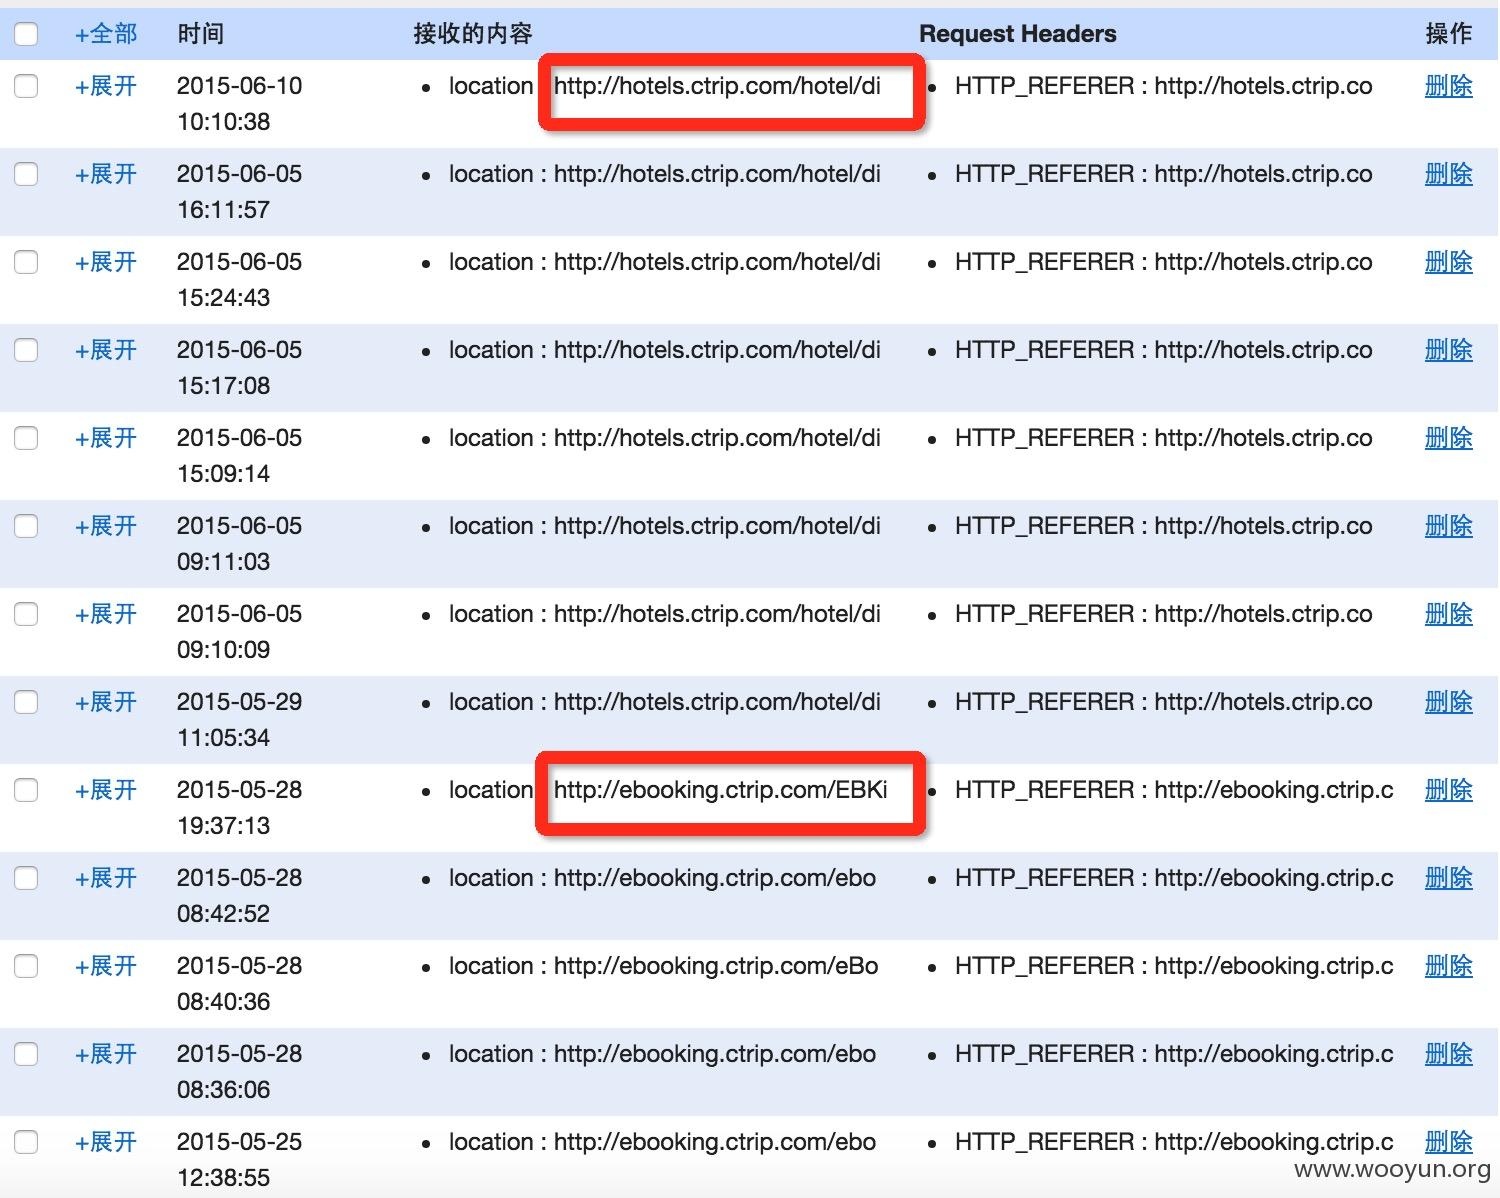 +全部 时间 接收的内容 Request Headers 操作
+展开 2015-06-10 10:10:38 • location http://hotels.ctrip.com/hotel/di • HTTP_REFERER : http://hotels.ctrip.co 删除
+展开 2015-06-05 16:11:57 • location : http://hotels.ctrip.com/hotel/di • HTTP_REFERER : http://hotels.ctrip.co 删除
+展开 2015-06-05 15:24:43 • location : http://hotels.ctrip.com/hotel/di • HTTP_REFERER : http://hotels.ctrip.co 删除
+展开 2015-06-05 15:17:08 • location : http://hotels.ctrip.com/hotel/di • HTTP_REFERER : http://hotels.ctrip.co 删除
+展开 2015-06-05 15:09:14 • location : http://hotels.ctrip.com/hotel/di • HTTP_REFERER : http://hotels.ctrip.co 删除
+展开 2015-06-05 09:11:03 • location : http://hotels.ctrip.com/hotel/di • HTTP_REFERER : http://hotels.ctrip.co 删除
+展开 2015-06-05 09:10:09 • location : http://hotels.ctrip.com/hotel/di • HTTP_REFERER : http://hotels.ctrip.co 删除
+展开 2015-05-29 11:05:34 • location : http://hotels.ctrip.com/hotel/di • HTTP_REFERER : http://hotels.ctrip.co 删除
+展开 2015-05-28 19:37:13 • location http://ebooking.ctrip.com/EBKi • HTTP_REFERER : http://ebooking.ctrip.c 删除
+展开 2015-05-28 08:42:52 • location : http://ebooking.ctrip.com/ebo • HTTP_REFERER : http://ebooking.ctrip.c 删除
+展开 2015-05-28 08:40:36 • location : http://ebooking.ctrip.com/eBo • HTTP_REFERER : http://ebooking.ctrip.c 删除
+展开 2015-05-28 08:36:06 • location : http://ebooking.ctrip.com/ebo • HTTP_REFERER : http://ebooking.ctrip.c 删除
+展开 2015-05-25 12:38:55 • location : http://ebooking.ctrip.com/ebo • HTTP_REFERER : http://ebooking.ctrip.c 删除
www.wooyun.org